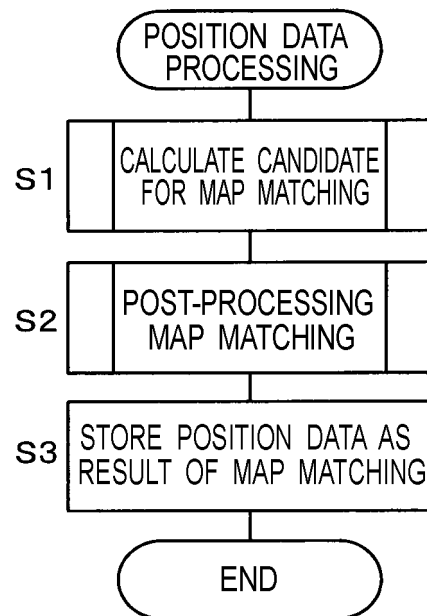 POSITION DATA
PROCESSING
S1
CALCULATE CANDIDATE
FOR MAP MATCHING
S2
POST-PROCESSING
MAP MATCHING
S3
STORE POSITION DATA AS
RESULT OF MAP MATCHING
END